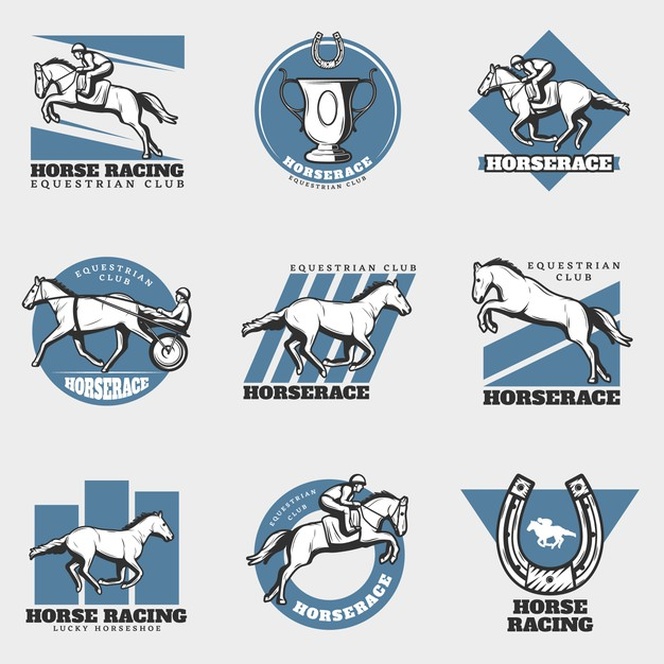 HORSE RACING
EQUESTRIAN CLUB
HORSERACE
EQUESTRIAN CLUB
HORSERACE
EQUESTRIAN
CLUB
HORSERACE
EQUESTRIAN CLUB
HORSERACE
EQUESTRIAN
CLUB
HORSERACE
HORSE RACING
LUCKY HORSESHOE
EQUESTRIAN
CLUB
HORSERACE
HORSE
RACING